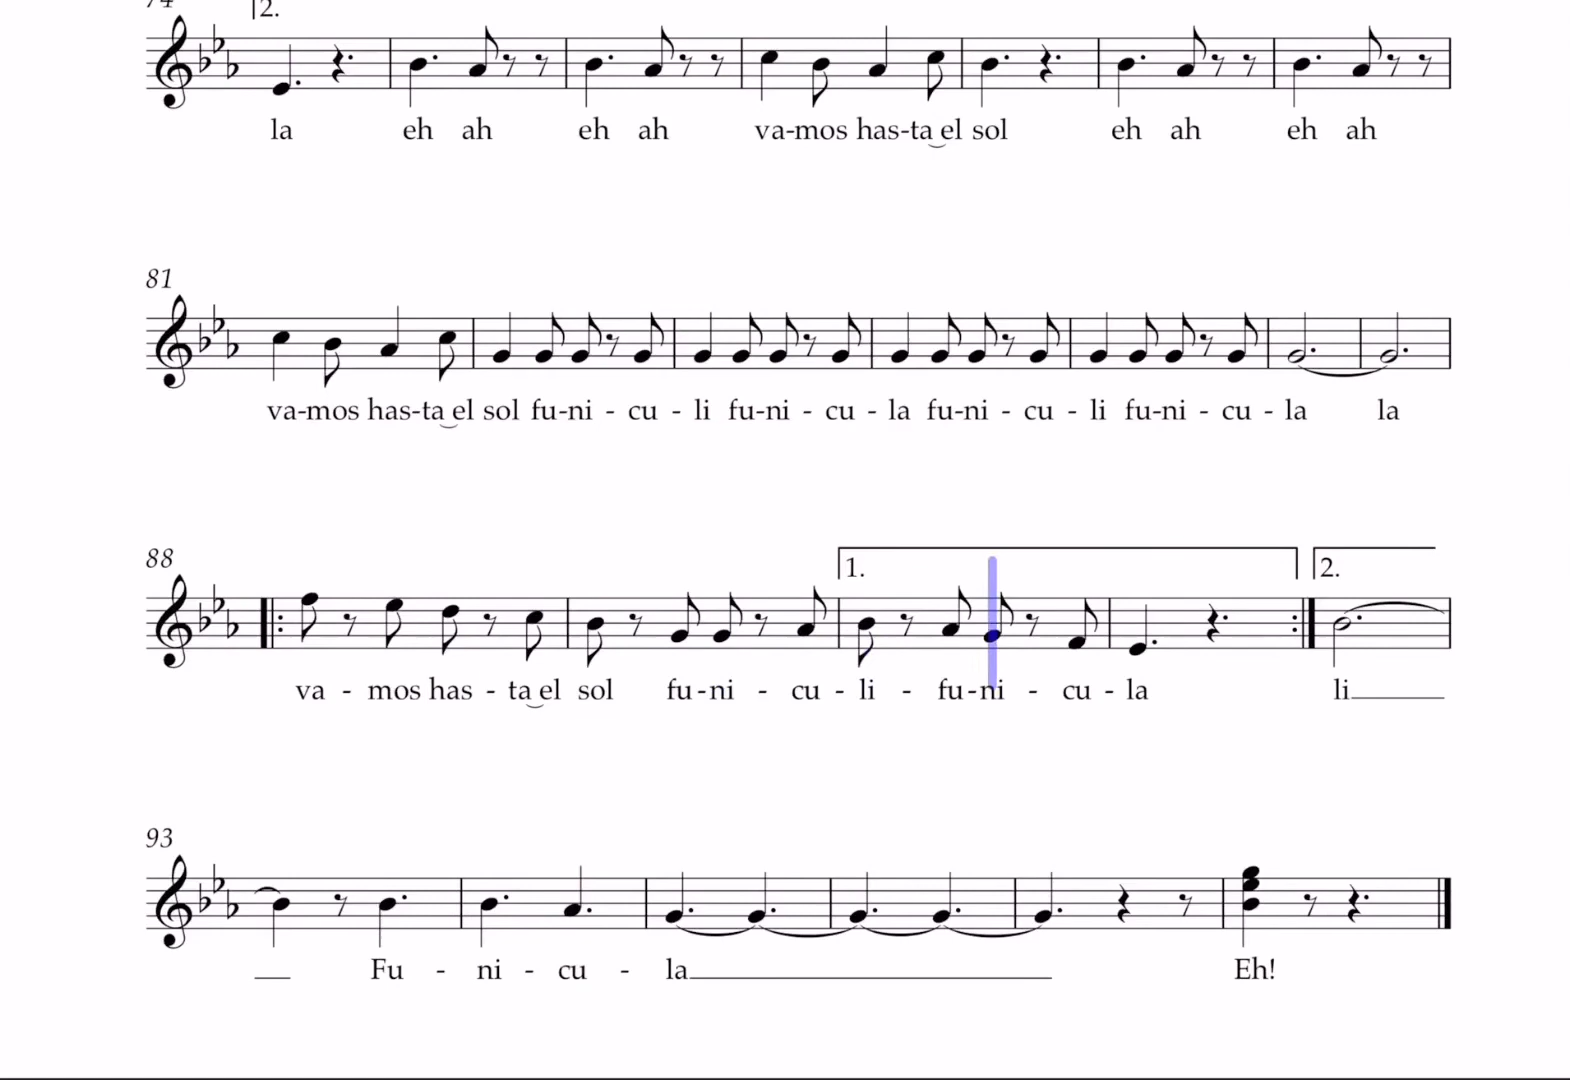 74
2.
la eh ah eh ah va-mos has-ta‿el sol eh ah eh ah
81
va-mos has-ta‿el sol fu-ni - cu - li fu-ni - cu - la fu-ni - cu - li fu-ni - cu - la la
88
1. 2.
va - mos has - ta‿el sol fu-ni - cu - li - fu-ni - cu - la li
93
Fu - ni - cu - la Eh!